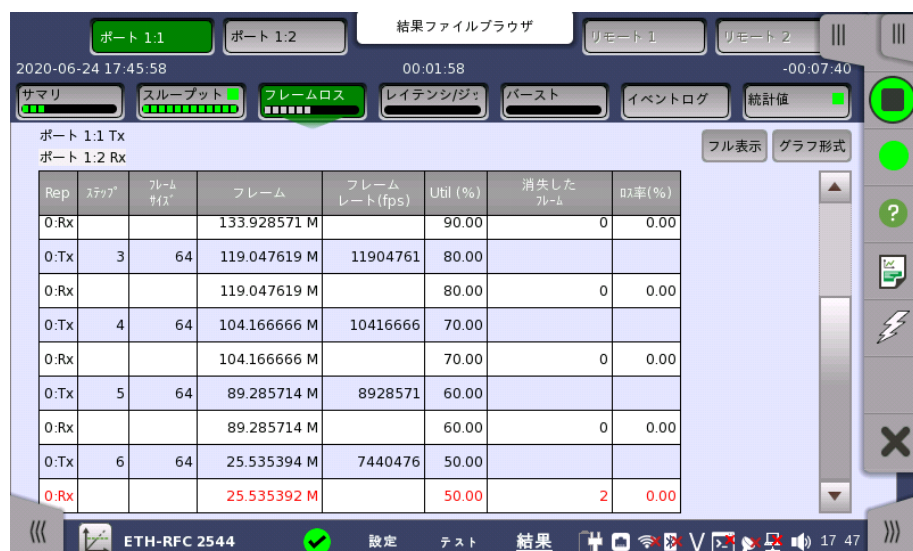 ポート 1:1
ポート 1:2
結果ファイルブラウザ
リモート 1
リモート 2
2020-06-24 17:45:58
00:01:58
-00:07:40
サマリ
スループット
フレームロス
レイテンシ/ジッ
バースト
イベントログ
統計値
ポート 1:1 Tx
ポート 1:2 Rx
フル表示
グラフ形式
Rep ステップ フレームサイズ フレーム フレームレート(fps) Util (%) 消失したフレーム ロス率(%)
0:Rx 133.928571 M 90.00 0 0.00
0:Tx 3 64 119.047619 M 11904761 80.00
0:Rx 119.047619 M 80.00 0 0.00
0:Tx 4 64 104.166666 M 10416666 70.00
0:Rx 104.166666 M 70.00 0 0.00
0:Tx 5 64 89.285714 M 8928571 60.00
0:Rx 89.285714 M 60.00 0 0.00
0:Tx 6 64 25.535394 M 7440476 50.00
0:Rx 25.535392 M 50.00 2 0.00
ETH-RFC 2544
設定
テスト
結果
17 47